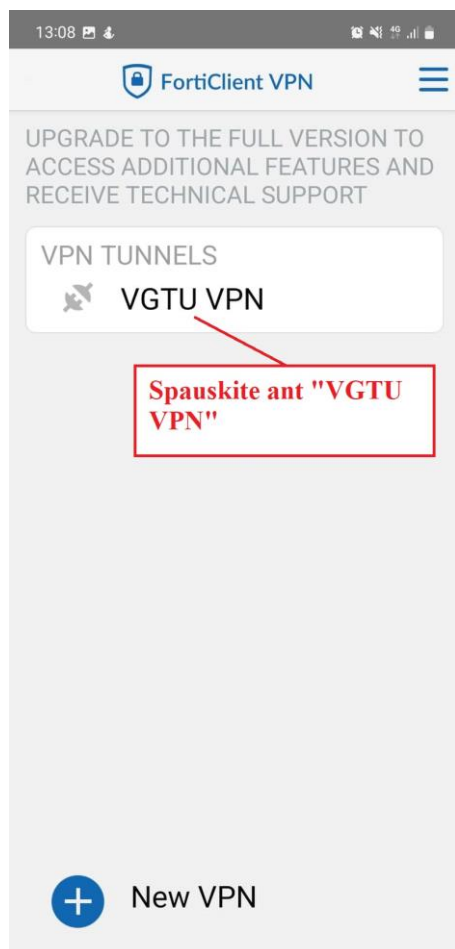 13:08
4G
FortiClient VPN
UPGRADE TO THE FULL VERSION TO
ACCESS ADDITIONAL FEATURES AND
RECEIVE TECHNICAL SUPPORT
VPN TUNNELS
VGTU VPN
Spauskite ant "VGTU
VPN"
New VPN